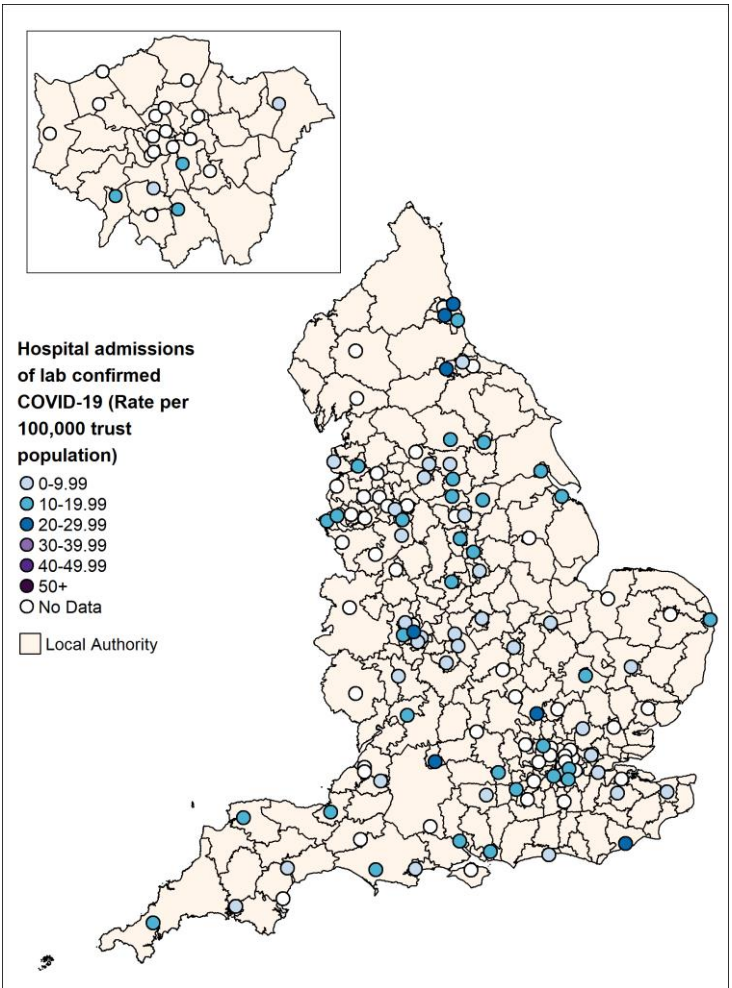 Hospital admissions
of lab confirmed
COVID-19 (Rate per
100,000 trust
population)
0-9.99
10-19.99
20-29.99
30-39.99
40-49.99
50+
No Data
Local Authority